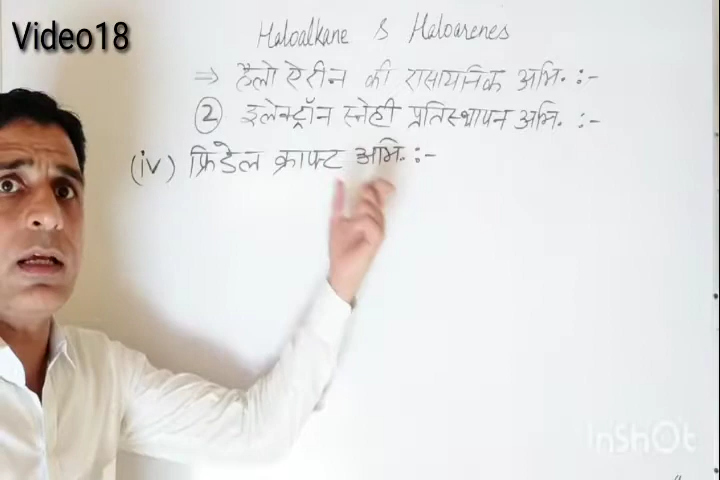 Video18
Haloalkane & Haloarenes
⇒ हैलो ऐरीन की रासायनिक अभि. :-
② इलेक्ट्रॉन स्नेही प्रतिस्थापन अभि. :-
(iv) फ्रिडेल क्राफ्ट अभि. :-
InShOt